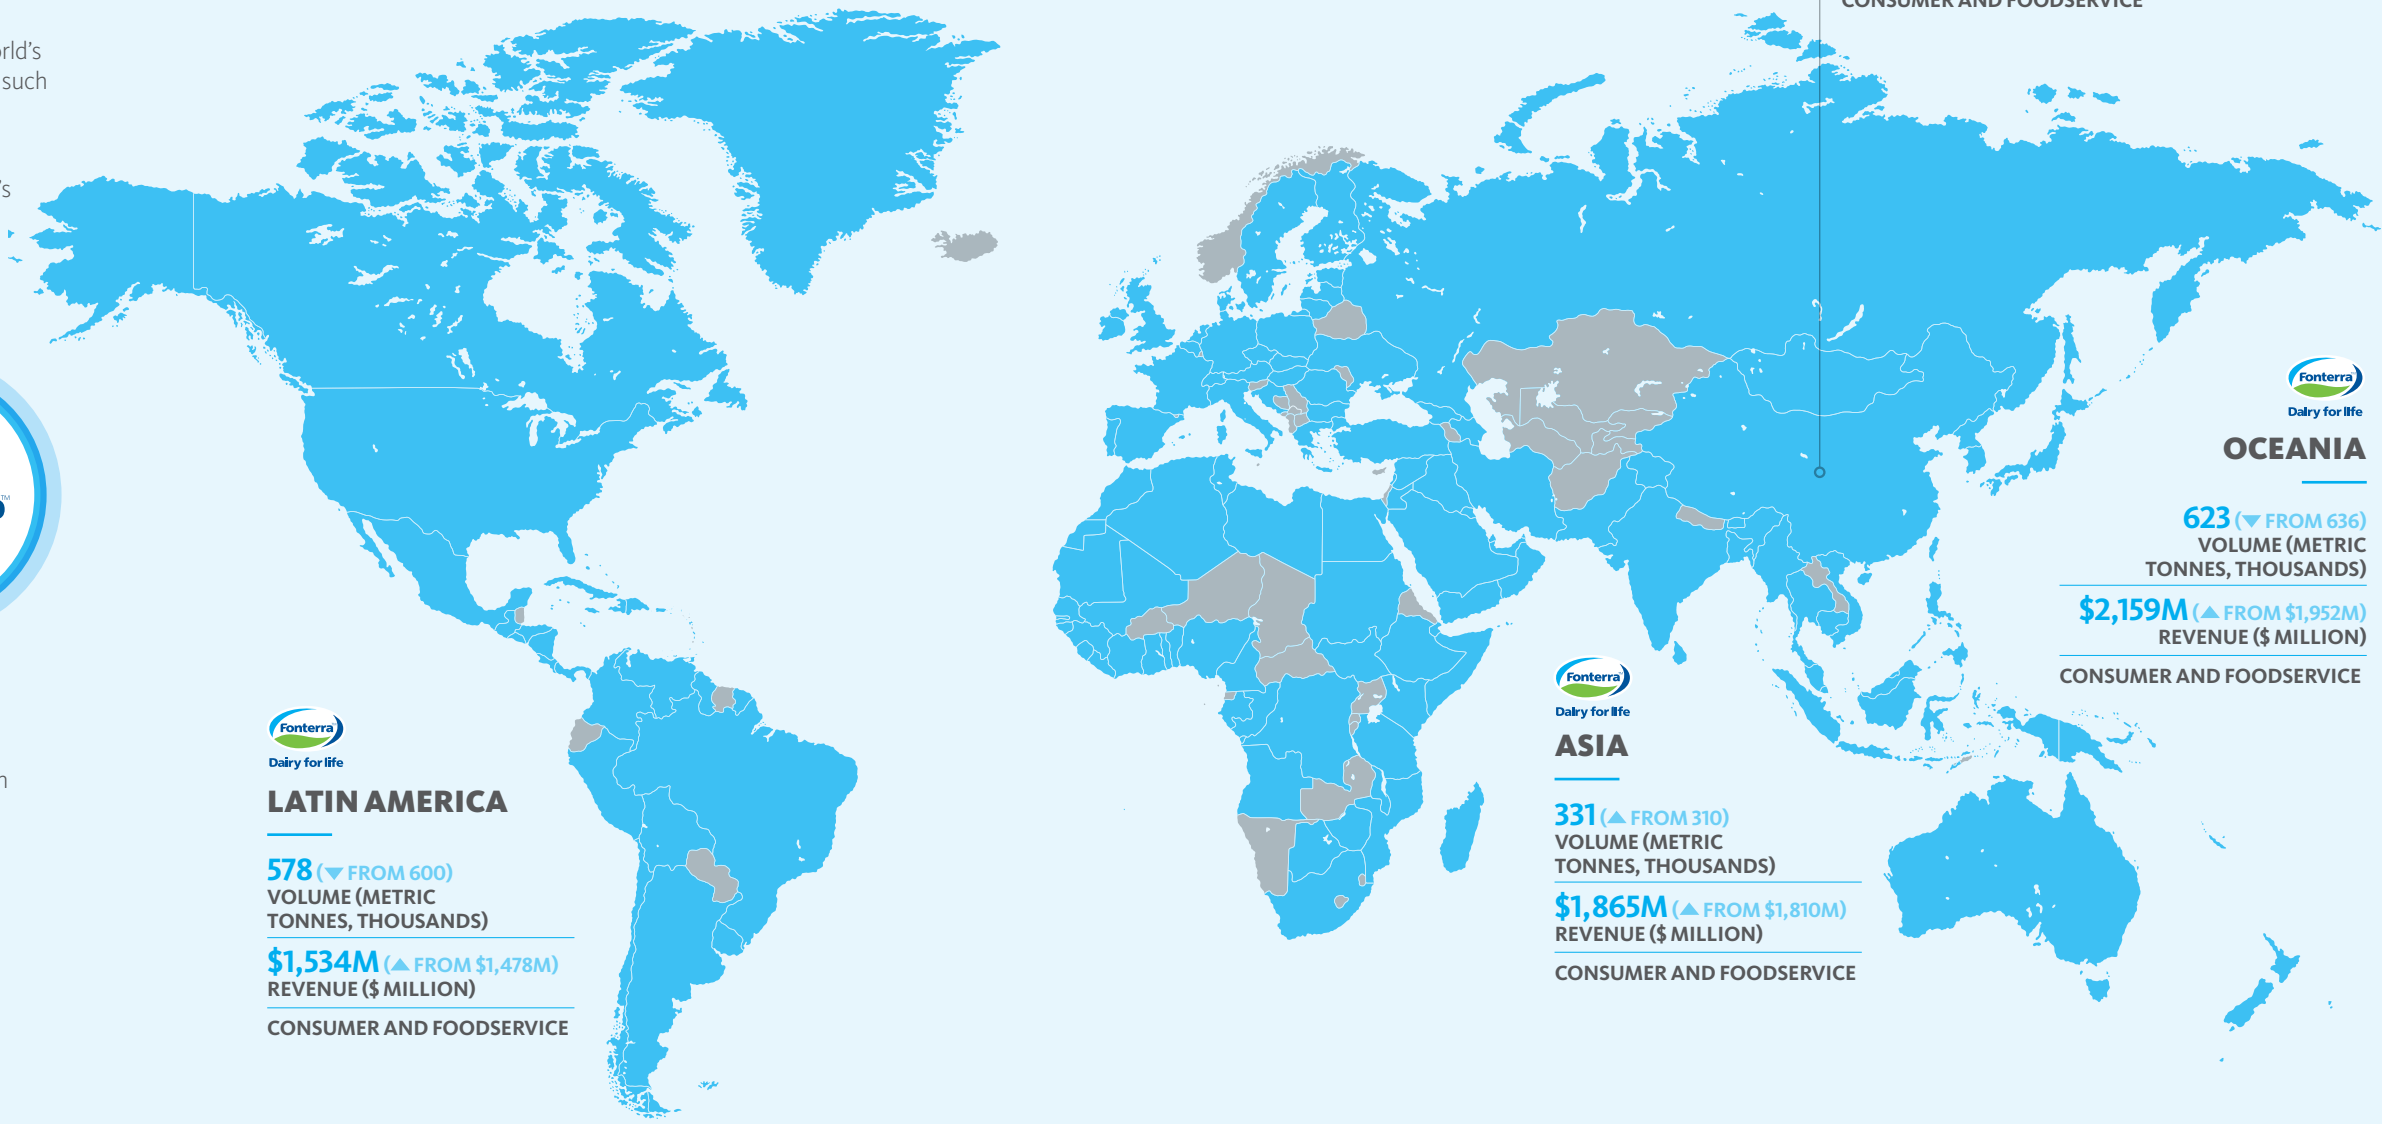 CONSUMER AND FOODSERVICE
such
's
TM
Fonterra
Dairy for life
OCEANIA
623 (▼ FROM 636)
VOLUME (METRIC
TONNES, THOUSANDS)
$2,159M (▲ FROM $1,952M)
REVENUE ($ MILLION)
CONSUMER AND FOODSERVICE
Fonterra
Dairy for life
ASIA
331 (▲ FROM 310)
VOLUME (METRIC
TONNES, THOUSANDS)
$1,865M (▲ FROM $1,810M)
REVENUE ($ MILLION)
CONSUMER AND FOODSERVICE
Fonterra
Dairy for life
LATIN AMERICA
578 (▼ FROM 600)
VOLUME (METRIC
TONNES, THOUSANDS)
$1,534M (▲ FROM $1,478M)
REVENUE ($ MILLION)
CONSUMER AND FOODSERVICE